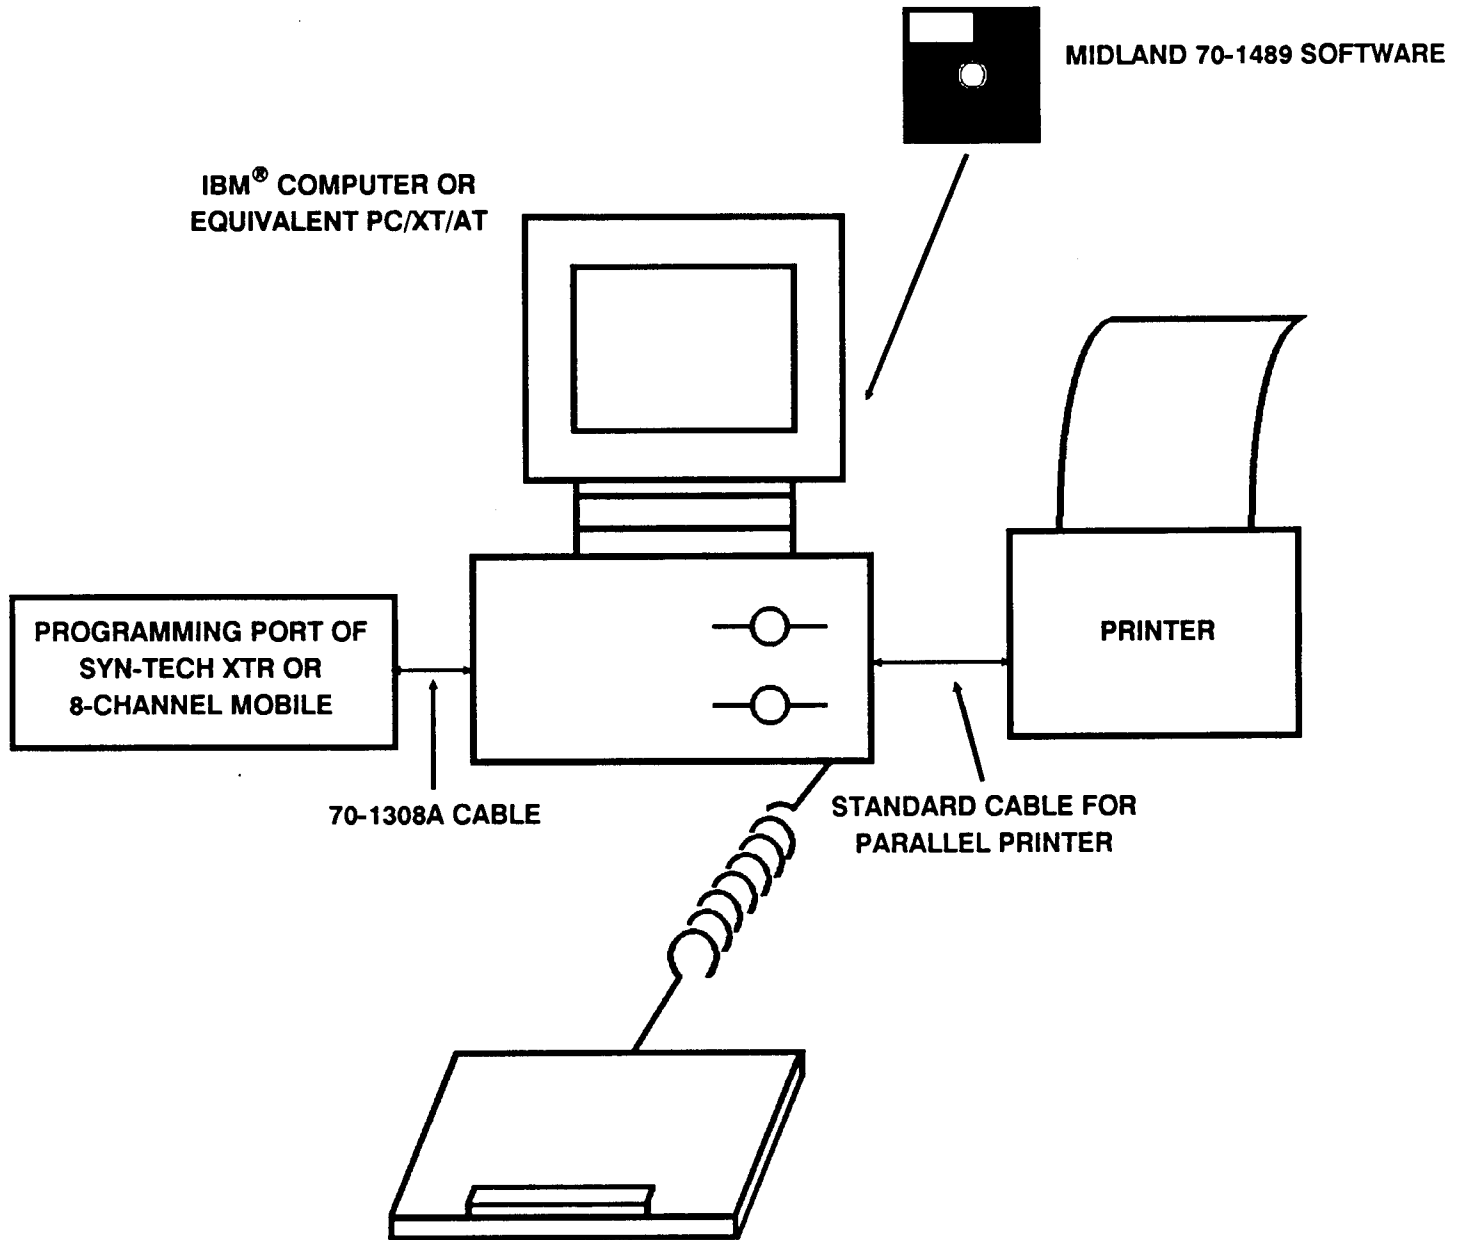 MIDLAND 70-1489 SOFTWARE
IBM® COMPUTER OR
EQUIVALENT PC/XT/AT
PROGRAMMING PORT OF
SYN-TECH XTR OR
8-CHANNEL MOBILE
PRINTER
70-1308A CABLE
STANDARD CABLE FOR
PARALLEL PRINTER